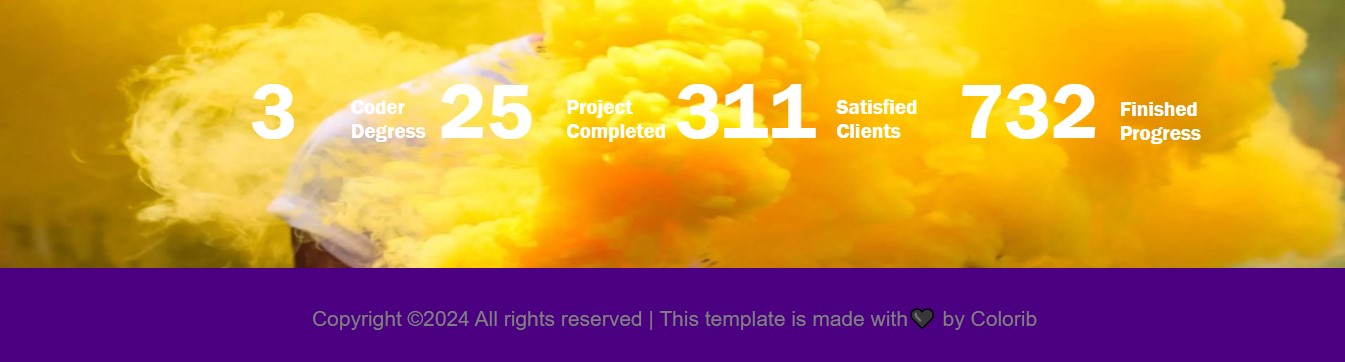 3 Coder Degress 25 Project Completed 311 Satisfied Clients 732 Finished Progress
Copyright ©2024 All rights reserved | This template is made with🖤 by Colorib